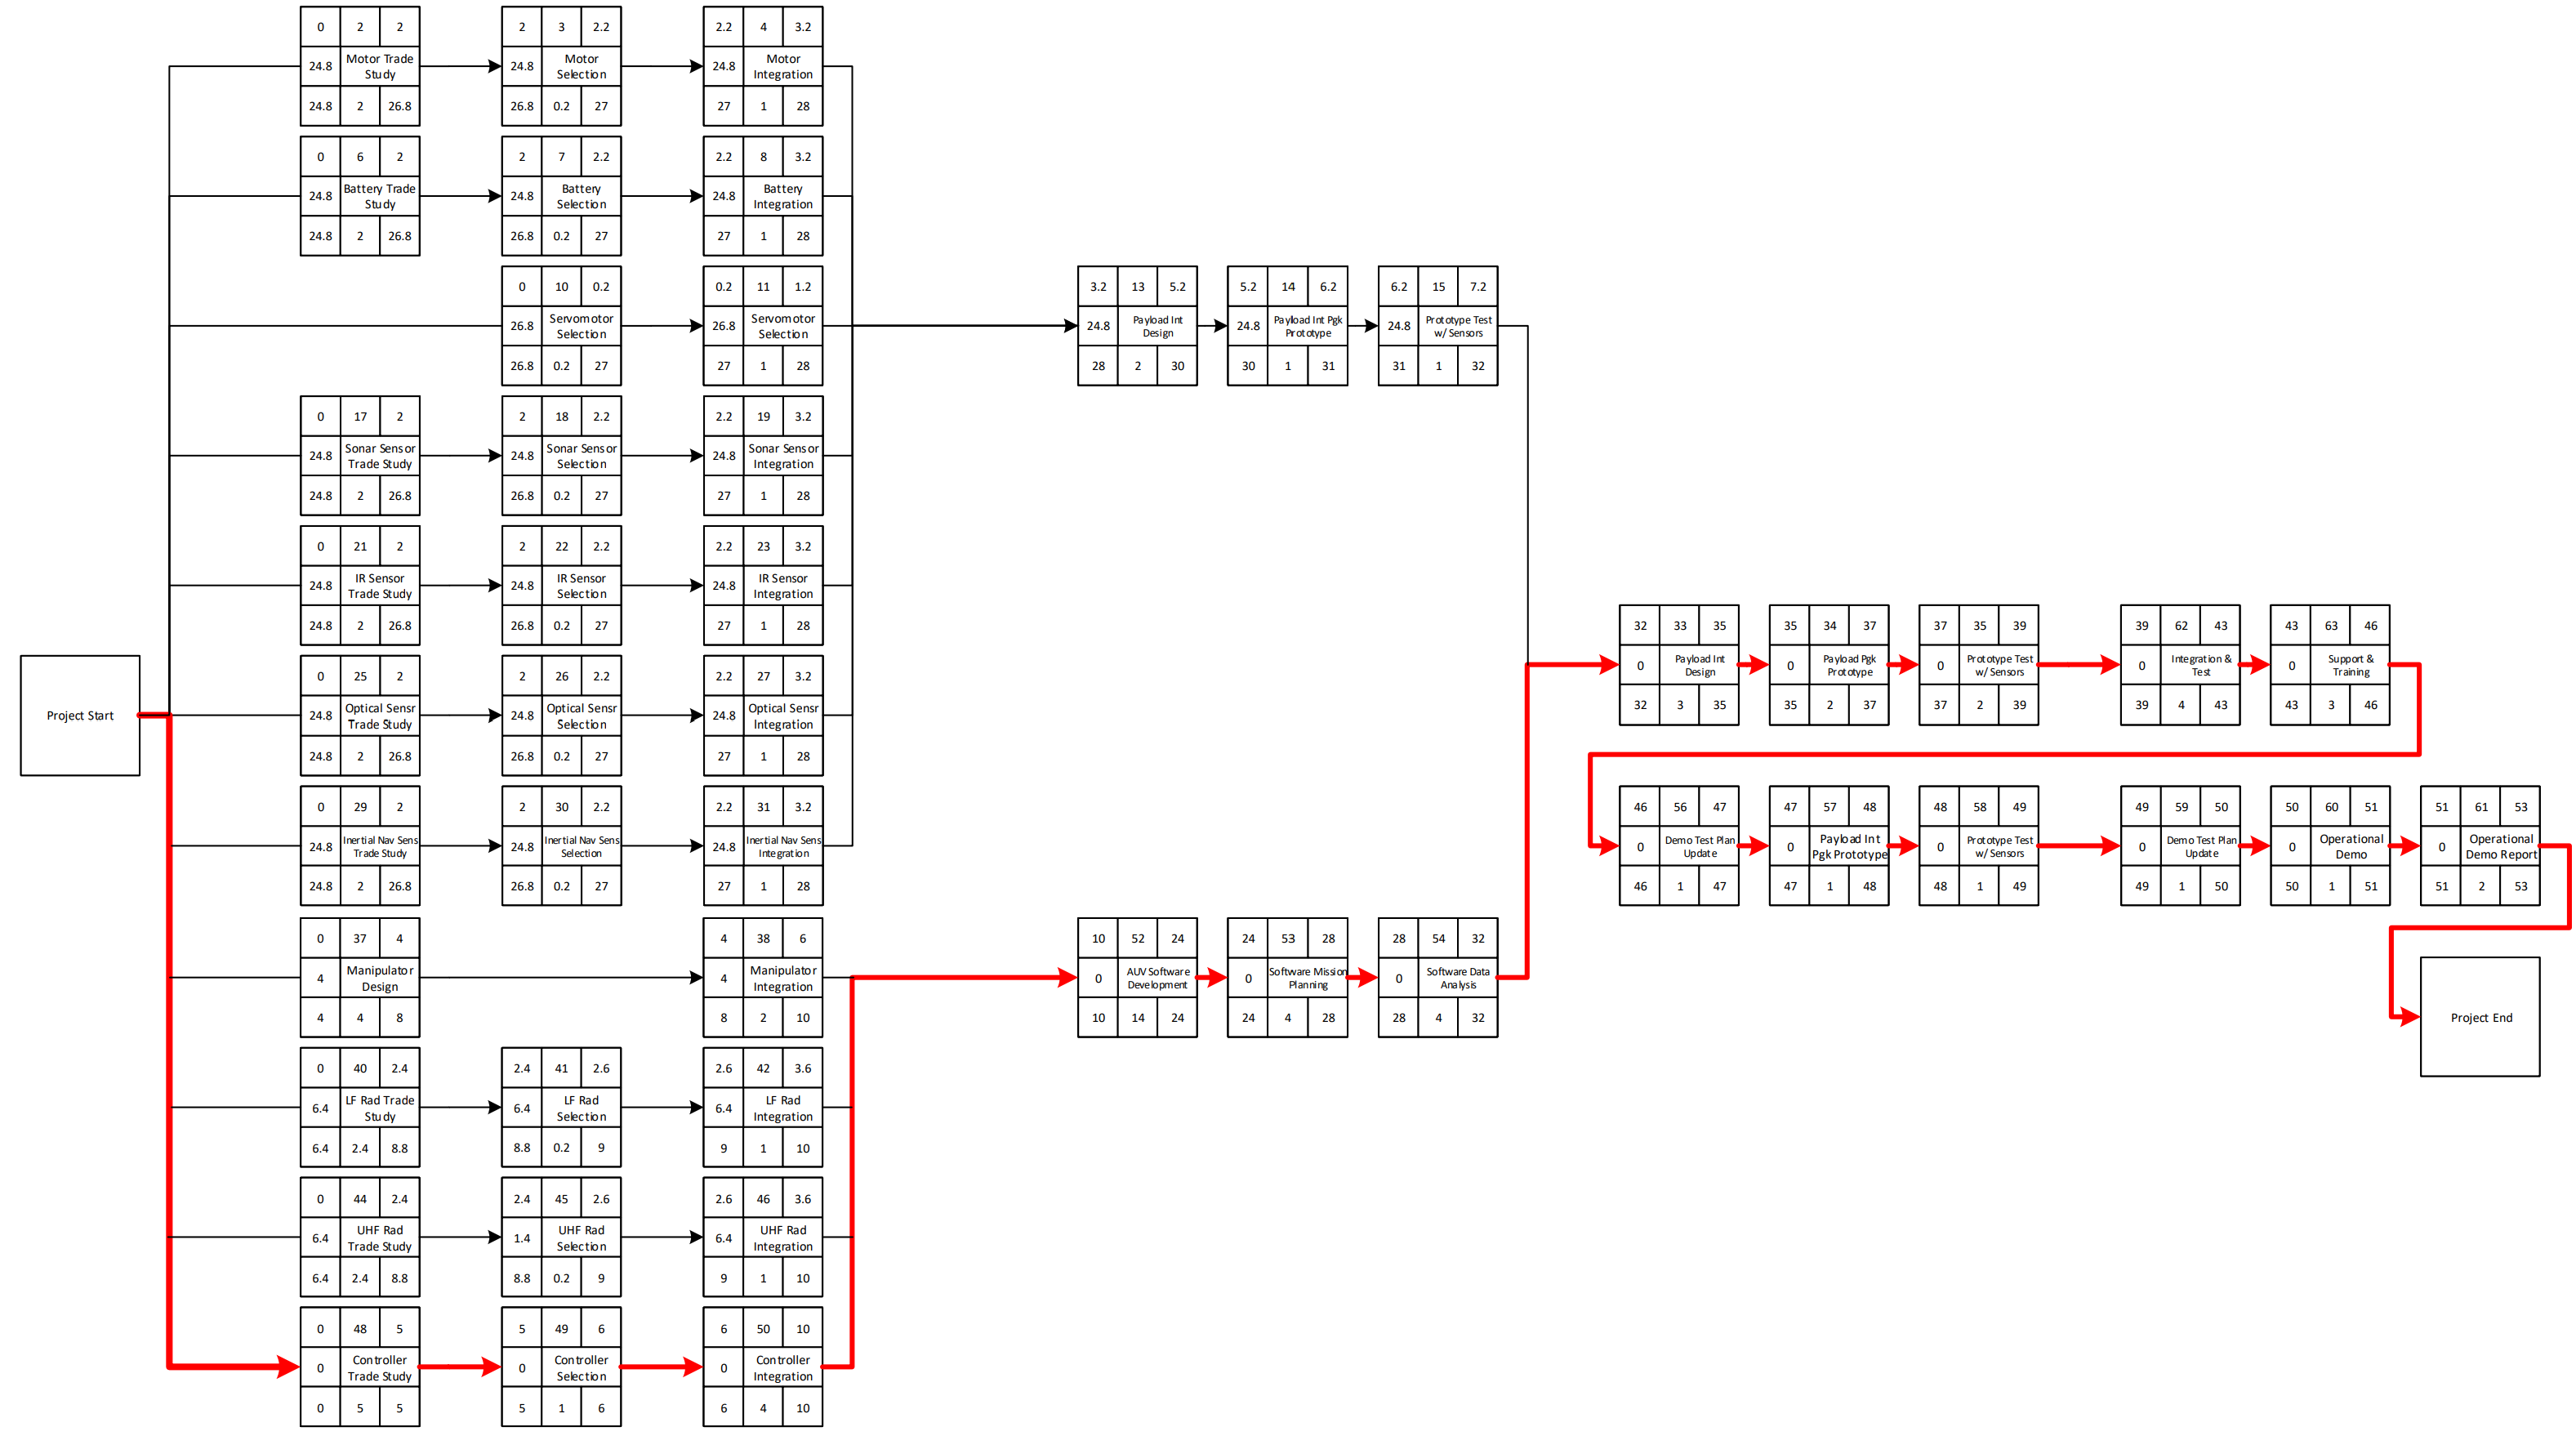 0 2 2
24.8 Motor Trade
Study
24.8 2 26.8
2 3 2.2
24.8 Motor
Selection
26.8 0.2 27
2.2 4 3.2
24.8 Motor
Integration
27 1 28
0 6 2
24.8 Battery Trade
Study
24.8 2 26.8
2 7 2.2
24.8 Battery
Selection
26.8 0.2 27
2.2 8 3.2
24.8 Battery
Integration
27 1 28
0 10 0.2
26.8 Servomotor
Selection
26.8 0.2 27
0.2 11 1.2
26.8 Servomotor
Selection
27 1 28
3.2 13 5.2
24.8 Payload Int
Design
28 2 30
5.2 14 6.2
24.8 Payload Int Pgk
Prototype
30 1 31
6.2 15 7.2
24.8 Prototype Test
w/ Sensors
31 1 32
0 17 2
24.8 Sonar Sensor
Trade Study
24.8 2 26.8
2 18 2.2
24.8 Sonar Sensor
Selection
26.8 0.2 27
2.2 19 3.2
24.8 Sonar Sensor
Integration
27 1 28
0 21 2
24.8 IR Sensor
Trade Study
24.8 2 26.8
2 22 2.2
24.8 IR Sensor
Selection
26.8 0.2 27
2.2 23 3.2
24.8 IR Sensor
Integration
27 1 28
Project Start
0 25 2
24.8 Optical Sensr
Trade Study
24.8 2 26.8
2 26 2.2
24.8 Optical Sensr
Selection
26.8 0.2 27
2.2 27 3.2
24.8 Optical Sensr
Integration
27 1 28
0 29 2
24.8 Inertial Nav Sens
Trade Study
24.8 2 26.8
2 30 2.2
24.8 Inertial Nav Sens
Selection
26.8 0.2 27
2.2 31 3.2
24.8 Inertial Nav Sens
Integration
27 1 28
0 37 4
4 Manipulator
Design
4 4 8
4 38 6
4 Manipulator
Integration
8 2 10
0 40 2.4
6.4 LF Rad Trade
Study
6.4 2.4 8.8
2.4 41 2.6
6.4 LF Rad
Selection
8.8 0.2 9
2.6 42 3.6
6.4 LF Rad
Integration
9 1 10
0 44 2.4
6.4 UHF Rad
Trade Study
6.4 2.4 8.8
2.4 45 2.6
1.4 UHF Rad
Selection
8.8 0.2 9
2.6 46 3.6
6.4 UHF Rad
Integration
9 1 10
0 48 5
0 Controller
Trade Study
0 5 5
5 49 6
0 Controller
Selection
5 1 6
6 50 10
0 Controller
Integration
6 4 10
10 52 24
0 AUV Software
Development
10 14 24
24 53 28
0 Software Mission
Planning
24 4 28
28 54 32
0 Software Data
Analysis
28 4 32
32 33 35
0 Payload Int
Design
32 3 35
35 34 37
0 Payload Pgk
Prototype
35 2 37
37 35 39
0 Prototype Test
w/ Sensors
37 2 39
39 62 43
0 Integration &
Test
39 4 43
43 63 46
0 Support &
Training
43 3 46
46 56 47
0 Demo Test Plan
Update
46 1 47
47 57 48
0 Payload Int
Pgk Prototype
47 1 48
48 58 49
0 Prototype Test
w/ Sensors
48 1 49
49 59 50
0 Demo Test Plan
Update
49 1 50
50 60 51
0 Operational
Demo
50 1 51
51 61 53
0 Operational
Demo Report
51 2 53
Project End